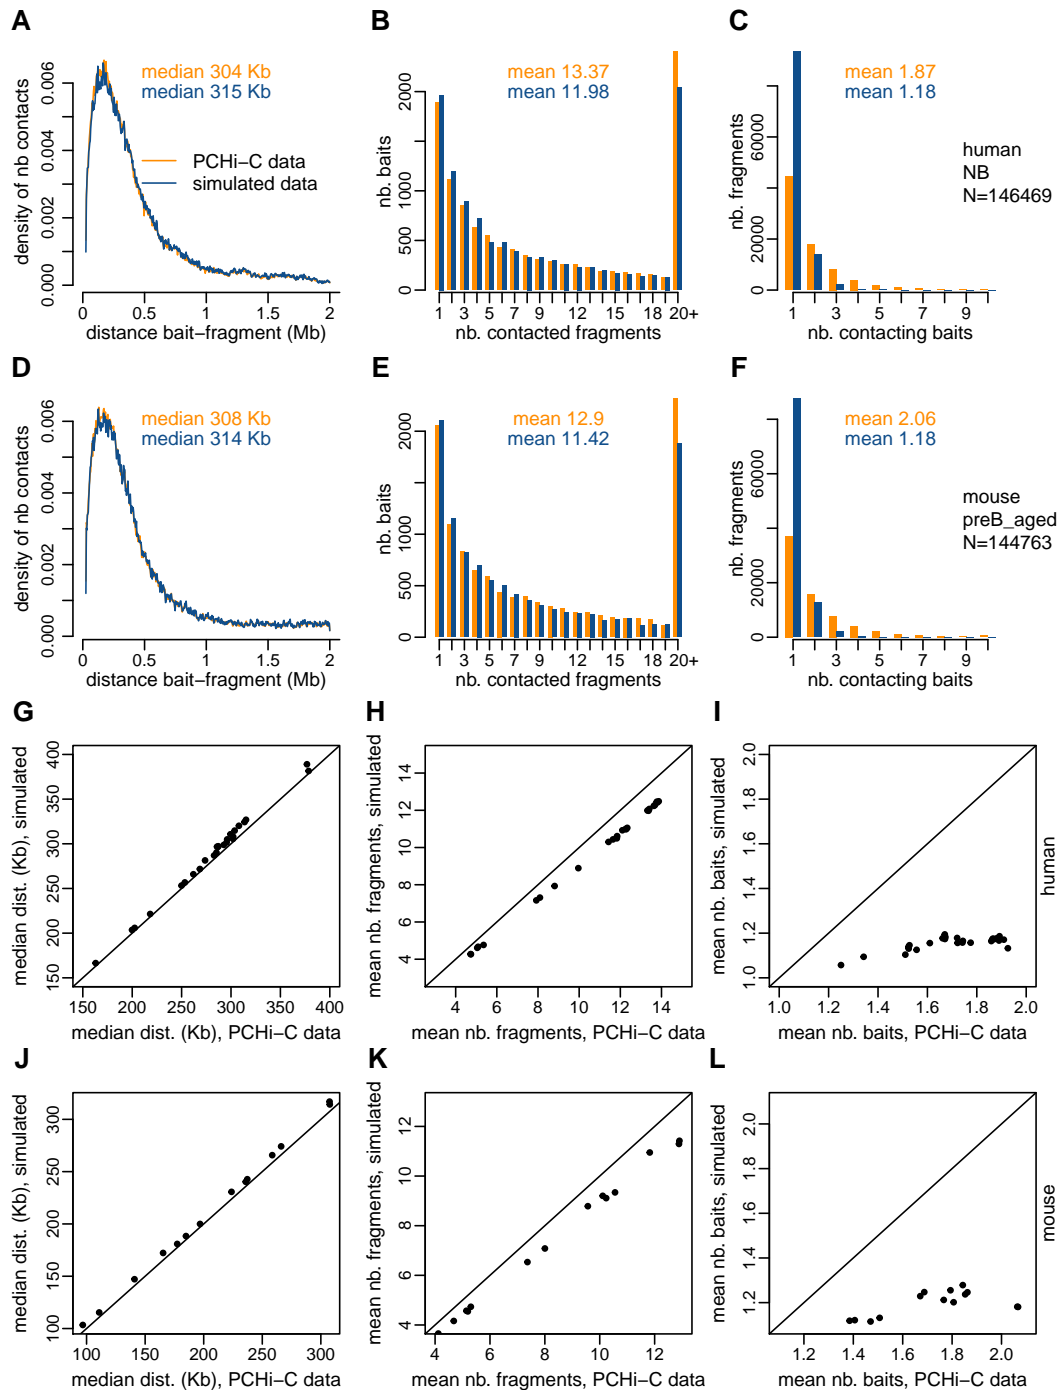 A
median 304 Kb
median 315 Kb
PCHi−C data
simulated data
density of nb contacts
0.000
0.002
0.004
0.006
0
0.5
1
1.5
2
distance bait−fragment (Mb)
B
mean 13.37
mean 11.98
nb. baits
0
500
1000
2000
1
3
5
7
9
12
15
18
20+
nb. contacted fragments
C
mean 1.87
mean 1.18
nb. fragments
0
20000
60000
1
3
5
7
9
nb. contacting baits
human
NB
N=146469
D
median 308 Kb
median 314 Kb
density of nb contacts
0.000
0.002
0.004
0.006
0
0.5
1
1.5
2
distance bait−fragment (Mb)
E
mean 12.9
mean 11.42
nb. baits
0
500
1000
2000
1
3
5
7
9
12
15
18
20+
nb. contacted fragments
F
mean 2.06
mean 1.18
nb. fragments
0
20000
60000
1
3
5
7
9
nb. contacting baits
mouse
preB_aged
N=144763
G
median dist. (Kb), simulated
150
200
250
300
350
400
150
200
250
300
350
400
median dist. (Kb), PCHi−C data
H
mean nb. fragments, simulated
4
6
8
10
12
14
4
6
8
10
12
14
mean nb. fragments, PCHi−C data
I
mean nb. baits, simulated
1.0
1.2
1.4
1.6
1.8
2.0
1.0
1.2
1.4
1.6
1.8
2.0
mean nb. baits, PCHi−C data
human
J
median dist. (Kb), simulated
100
150
200
250
300
100
150
200
250
300
median dist. (Kb), PCHi−C data
K
mean nb. fragments, simulated
4
6
8
10
12
4
6
8
10
12
mean nb. fragments, PCHi−C data
L
mean nb. baits, simulated
1.2
1.4
1.6
1.8
2.0
1.2
1.4
1.6
1.8
2.0
mean nb. baits, PCHi−C data
mouse